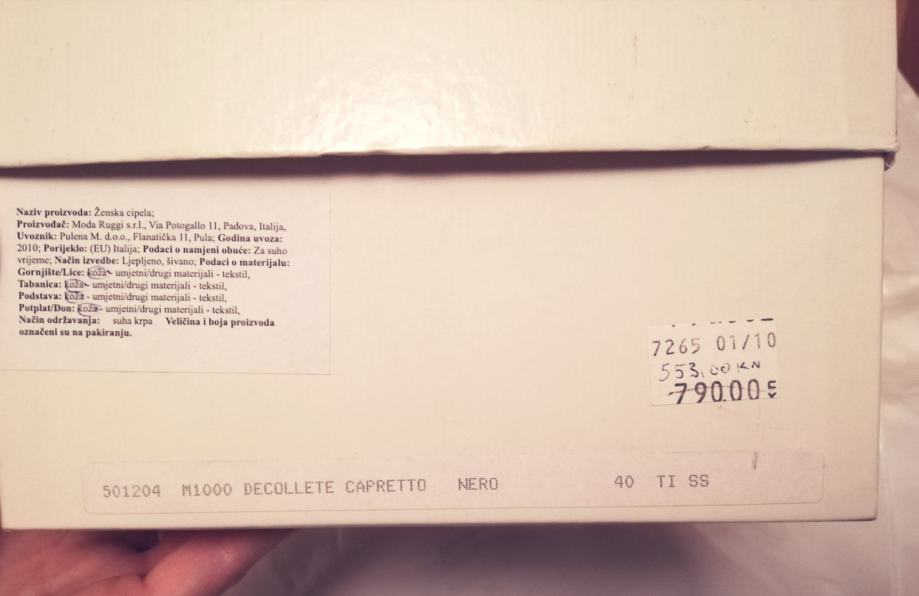 Naziv proizvoda: Ženska cipela;
Proizvođač: Moda Ruggi s.r.l., Via Potogallo 11, Padova, Italija,
Uvoznik: Pulena M. d.o.o., Flanatička 11, Pula; Godina uvoza:
2010; Porijeklo: (EU) Italija; Podaci o namjeni obuće: Za suho
vrijeme; Način izvedbe: Ljepljeno, šivano; Podaci o materijalu:
Gornjište/Lice: koža- umjetni/drugi materijali - tekstil,
Tabanica: koža- umjetni/drugi materijali - tekstil,
Podstava: koža - umjetni/drugi materijali - tekstil,
Potplat/Don: koža- umjetni/drugi materijali - tekstil,
Način održavanja: suha krpa Veličina i boja proizvoda
označeni su na pakiranju.
7265 01/10
553,00 KN
790.00
501204 M1000 DECOLLETE CAPRETTO NERO 40 TI SS